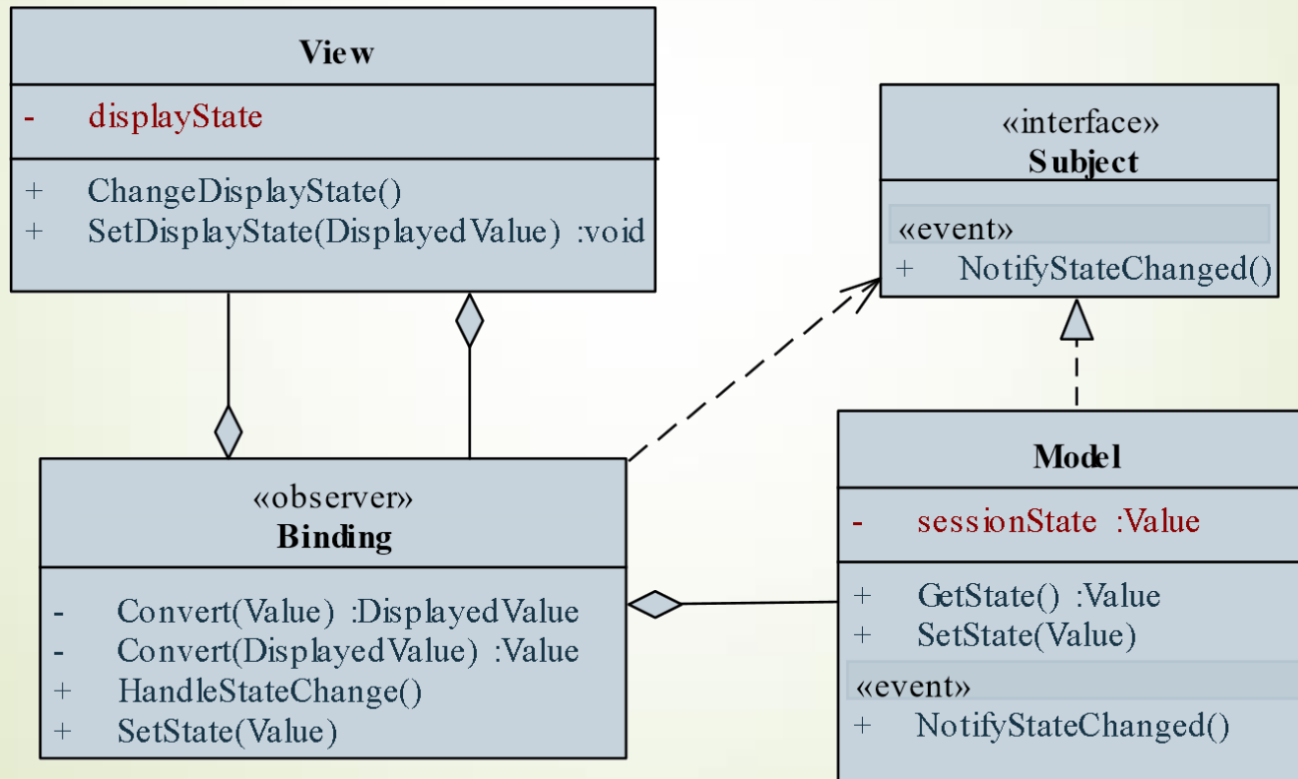 View
- displayState
+ ChangeDisplayState()
+ SetDisplayState(DisplayedValue) :void
«interface»
Subject
«event»
+ NotifyStateChanged()
«observer»
Binding
- Convert(Value) :DisplayedValue
- Convert(DisplayedValue) :Value
+ HandleStateChange()
+ SetState(Value)
Model
- sessionState :Value
+ GetState() :Value
+ SetState(Value)
«event»
+ NotifyStateChanged()